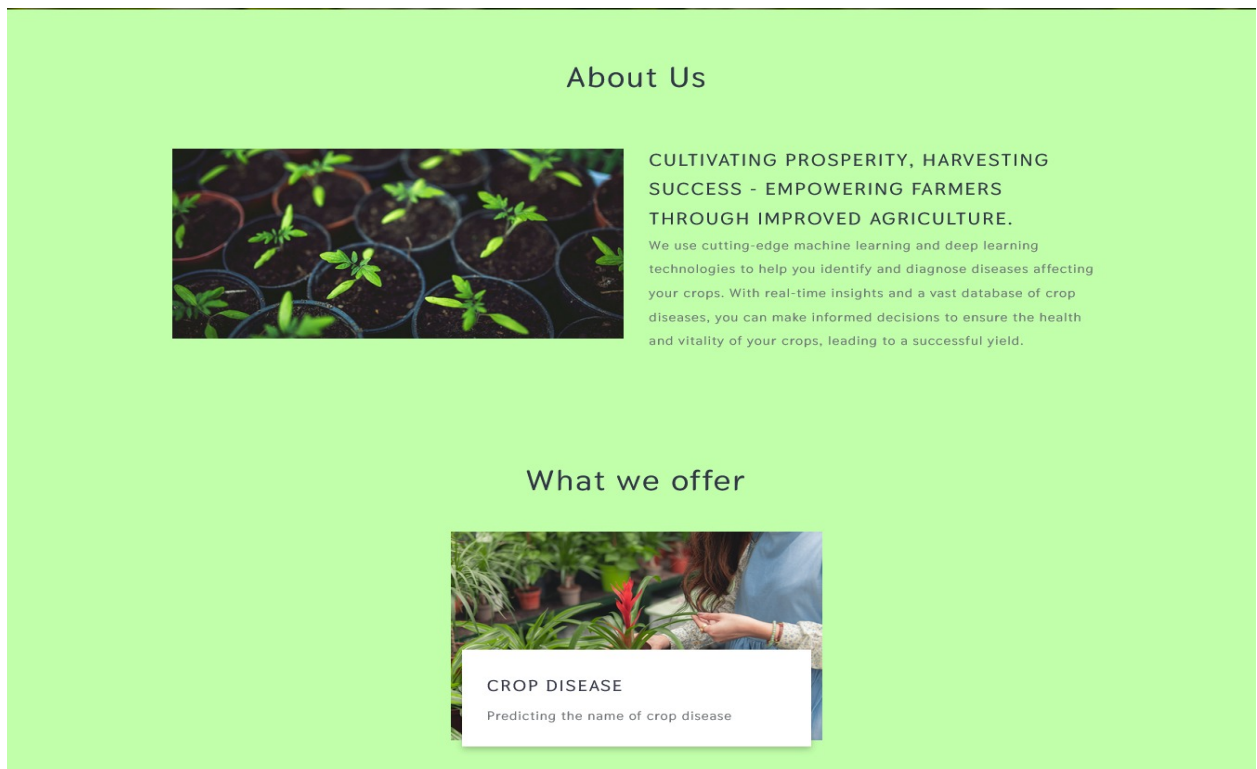 About Us
CULTIVATING PROSPERITY, HARVESTING
SUCCESS - EMPOWERING FARMERS
THROUGH IMPROVED AGRICULTURE.
We use cutting-edge machine learning and deep learning
technologies to help you identify and diagnose diseases affecting
your crops. With real-time insights and a vast database of crop
diseases, you can make informed decisions to ensure the health
and vitality of your crops, leading to a successful yield.
What we offer
CROP DISEASE
Predicting the name of crop disease